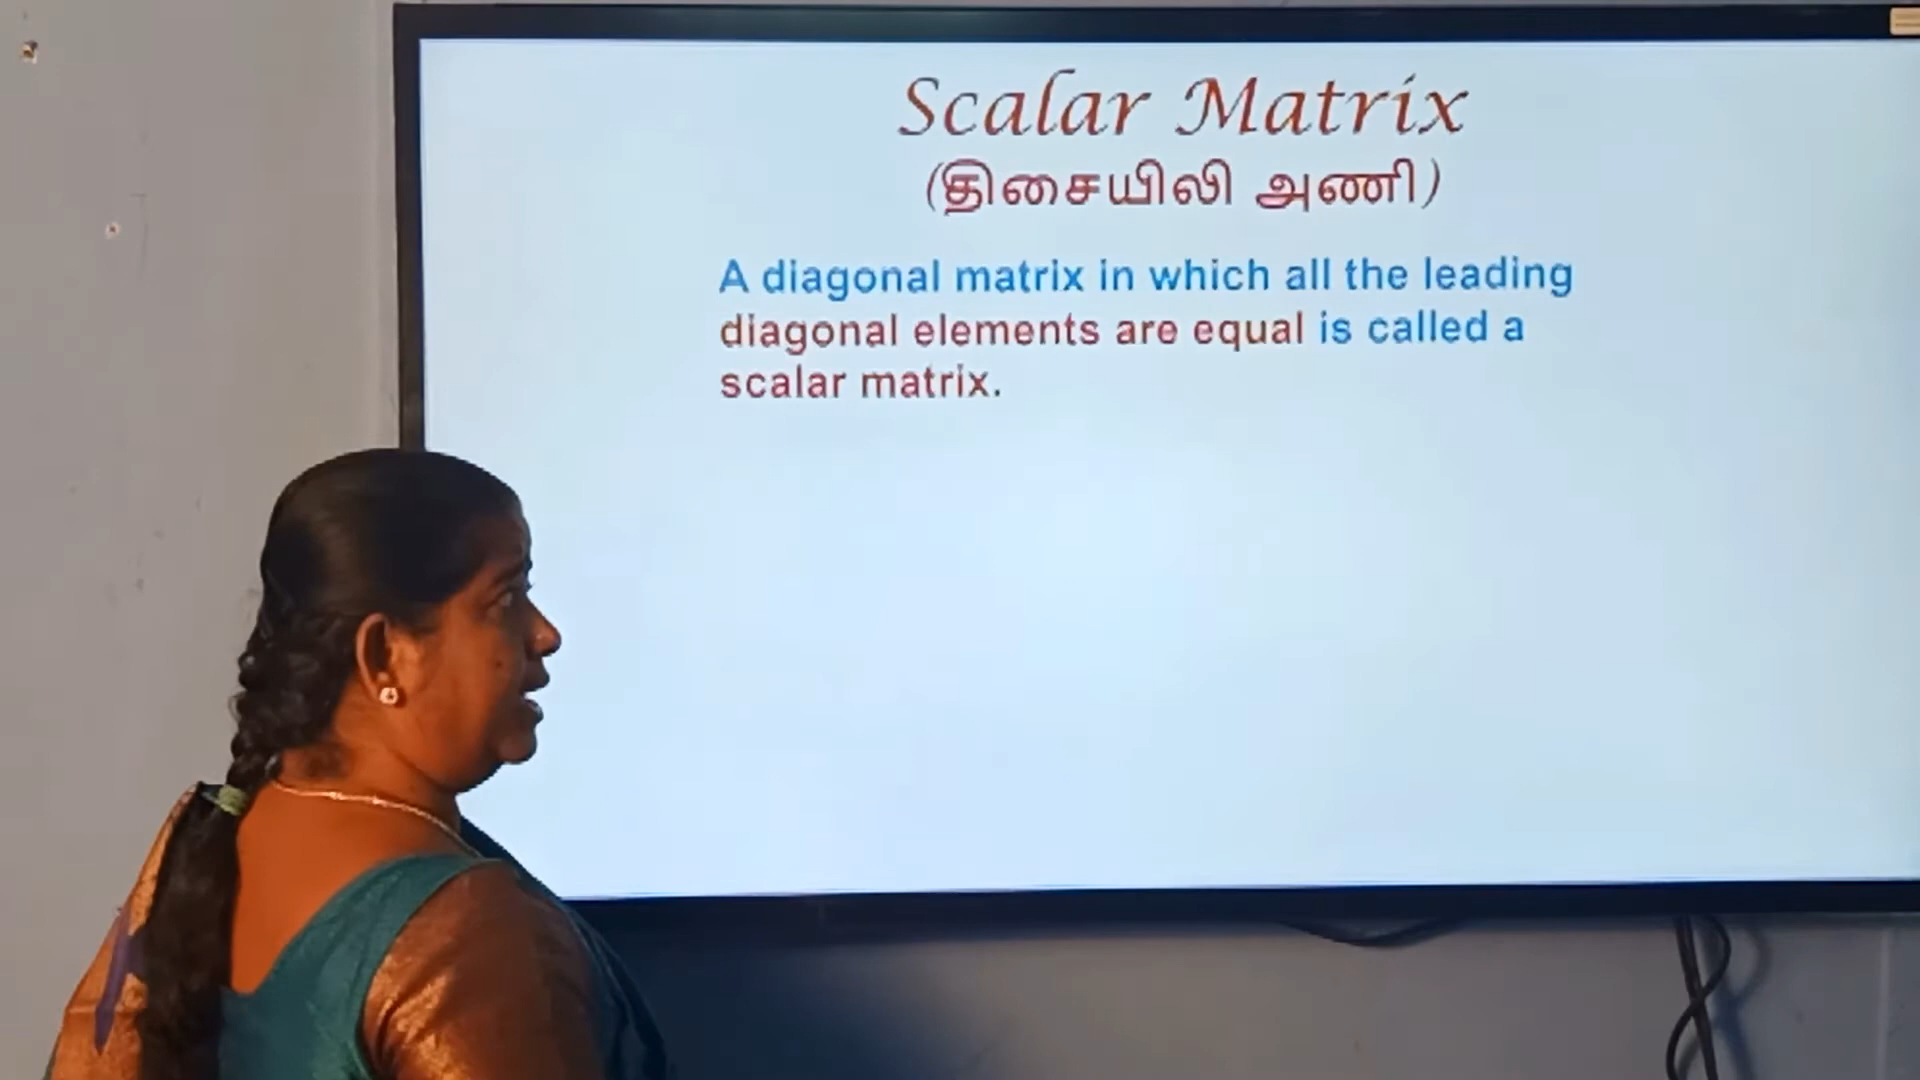 Scalar Matrix
(திசையிலி அணி)
A diagonal matrix in which all the leading
diagonal elements are equal is called a
scalar matrix.